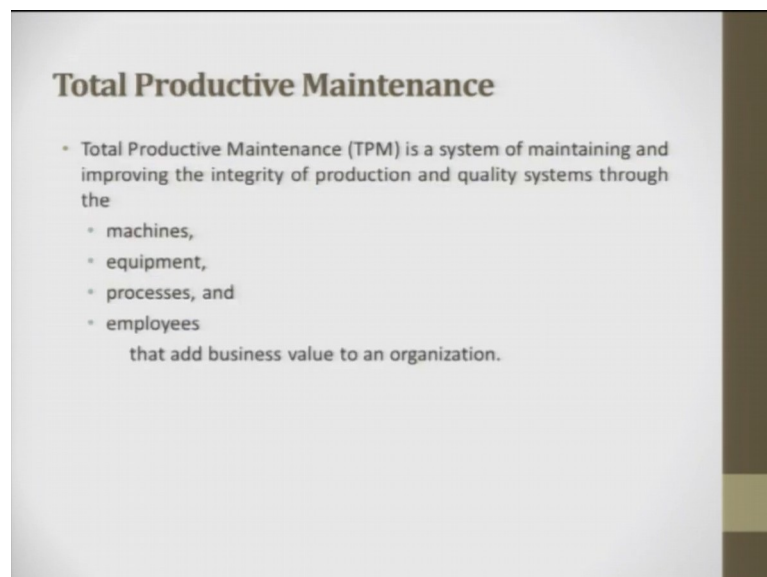 Total Productive Maintenance
• Total Productive Maintenance (TPM) is a system of maintaining and
improving the integrity of production and quality systems through
the
• machines,
• equipment,
• processes, and
• employees
that add business value to an organization.